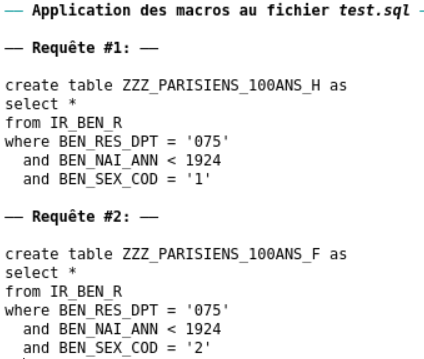 — Application des macros au fichier test.sql -
— Requête #1: —
create table ZZZ_PARISIENS_100ANS_H as
select *
from IR_BEN_R
where BEN_RES_DPT = '075'
and BEN_NAI_ANN < 1924
and BEN_SEX_COD = '1'
— Requête #2: —
create table ZZZ_PARISIENS_100ANS_F as
select *
from IR_BEN_R
where BEN_RES_DPT = '075'
and BEN_NAI_ANN < 1924
and BEN_SEX_COD = '2'